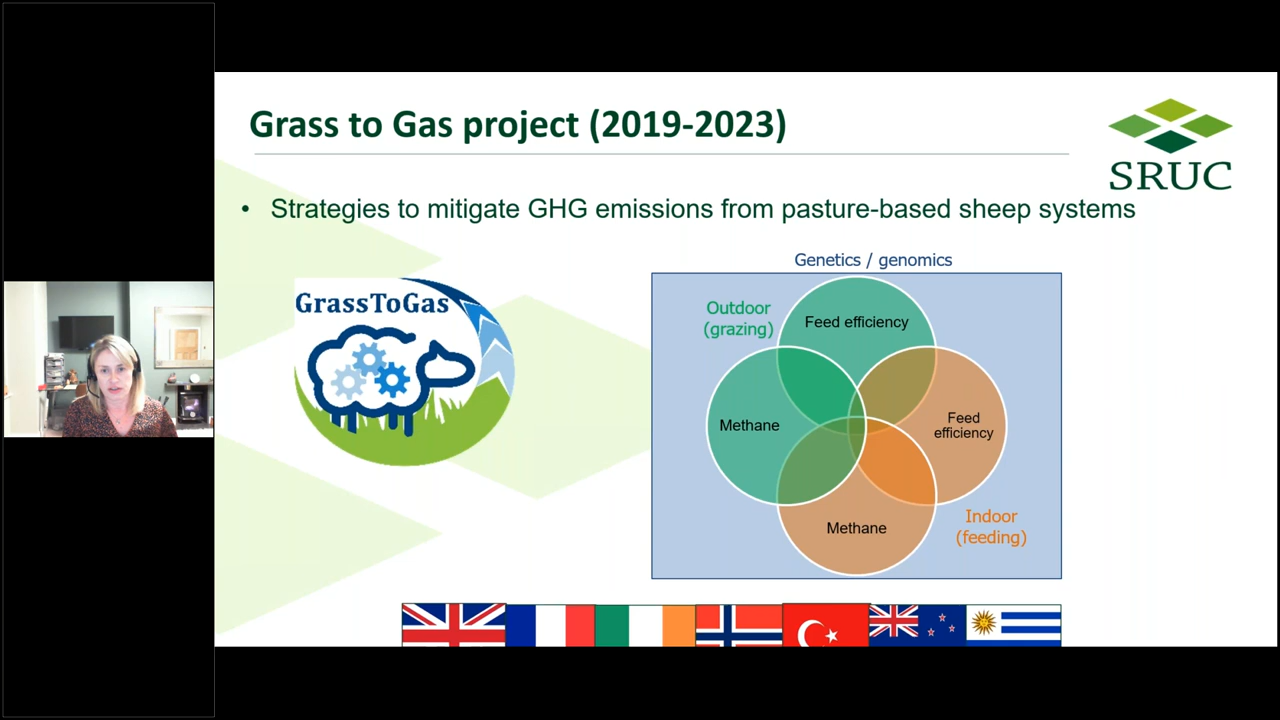 Grass to Gas project (2019-2023)
SRUC
• Strategies to mitigate GHG emissions from pasture-based sheep systems
GrassToGas
Genetics / genomics
Outdoor
(grazing)
Feed efficiency
Methane
Feed
efficiency
Methane
Indoor
(feeding)